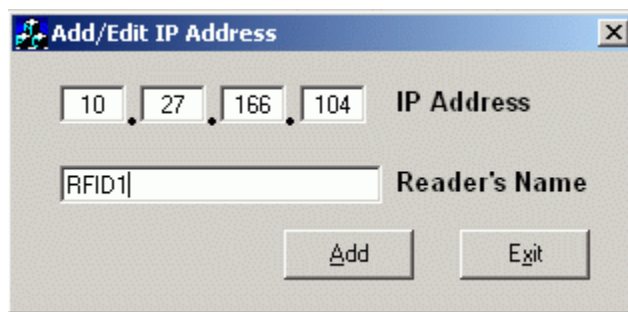 Add/Edit IP Address
10 . 27 . 166 . 104 IP Address
RFID1 Reader's Name
Add Exit